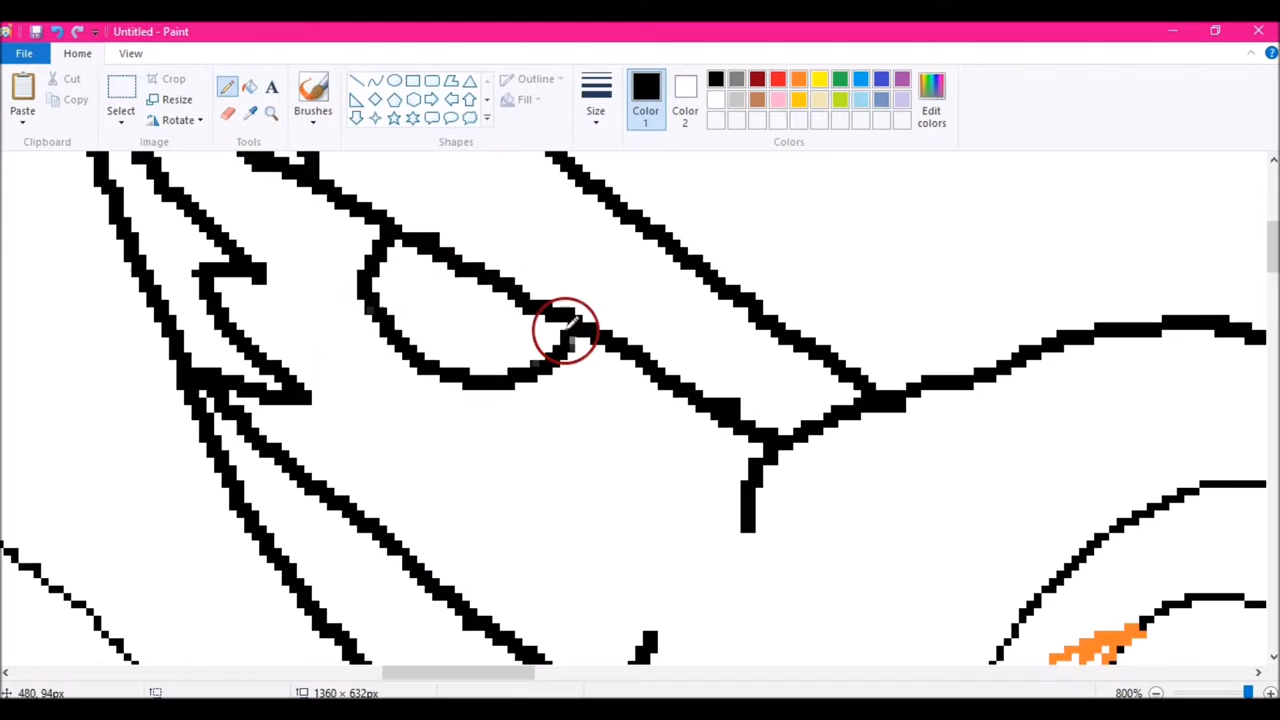 Untitled - Paint
File Home View
Paste
Cut
Copy
Clipboard
Select
Crop
Resize
Rotate
Image
A
Tools
Brushes
Outline
Fill
Shapes
Size
Color 1
Color 2
Edit colors
Colors
480, 94px
1360 × 632px
800%